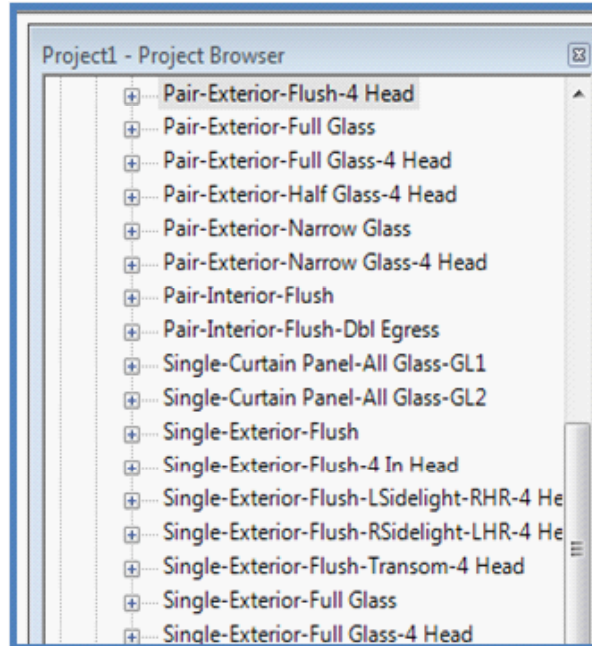 Project1 - Project Browser
Pair-Exterior-Flush-4 Head
Pair-Exterior-Full Glass
Pair-Exterior-Full Glass-4 Head
Pair-Exterior-Half Glass-4 Head
Pair-Exterior-Narrow Glass
Pair-Exterior-Narrow Glass-4 Head
Pair-Interior-Flush
Pair-Interior-Flush-Dbl Egress
Single-Curtain Panel-All Glass-GL1
Single-Curtain Panel-All Glass-GL2
Single-Exterior-Flush
Single-Exterior-Flush-4 In Head
Single-Exterior-Flush-LSidelight-RHR-4 He
Single-Exterior-Flush-RSidelight-LHR-4 He
Single-Exterior-Flush-Transom-4 Head
Single-Exterior-Full Glass
Single-Exterior-Full Glass-4 Head